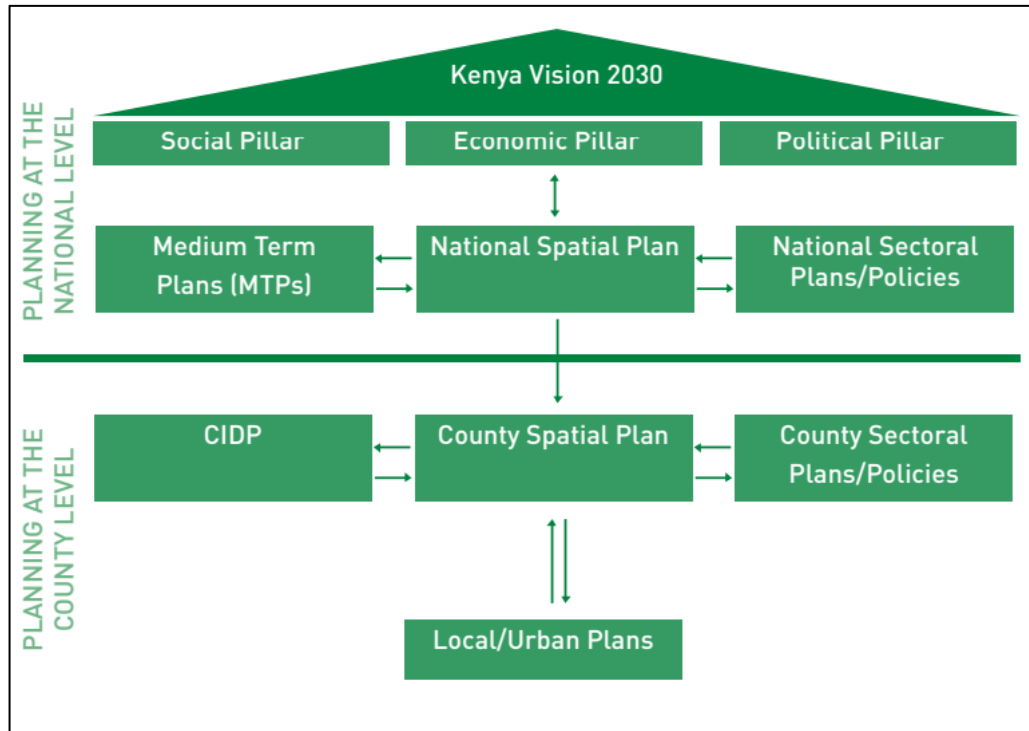 Kenya Vision 2030
Social Pillar
Economic Pillar
Political Pillar
PLANNING AT THE
NATIONAL LEVEL
Medium Term
Plans (MTPs)
National Spatial Plan
National Sectoral
Plans/Policies
PLANNING AT THE
COUNTY LEVEL
CIDP
County Spatial Plan
County Sectoral
Plans/Policies
Local/Urban Plans